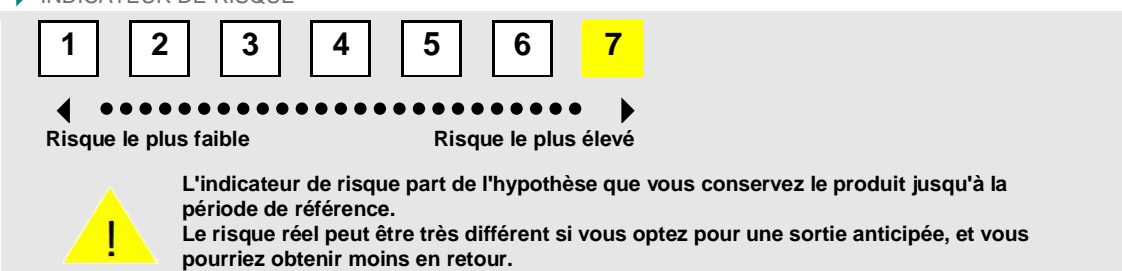 INDICATEUR DE RISQUE
1 2 3 4 5 6 7
Risque le plus faible Risque le plus élevé
L'indicateur de risque part de l'hypothèse que vous conservez le produit jusqu'à la
période de référence.
! Le risque réel peut être très différent si vous optez pour une sortie anticipée, et vous
pourriez obtenir moins en retour.